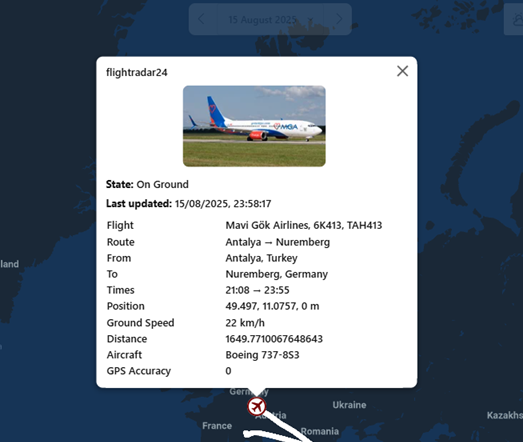 15 August 2025
flightradar24
MGA
State: On Ground
Last updated: 15/08/2025, 23:58:17
Flight Mavi Gök Airlines, 6K413, TAH413
Route Antalya → Nuremberg
From Antalya, Turkey
To Nuremberg, Germany
Times 21:08 → 23:55
Position 49.497, 11.0757, 0 m
Ground Speed 22 km/h
Distance 1649.7710067648643
Aircraft Boeing 737-8S3
GPS Accuracy 0
land
Germany
Ukraine
Austria
Kazakhs
France
Romania